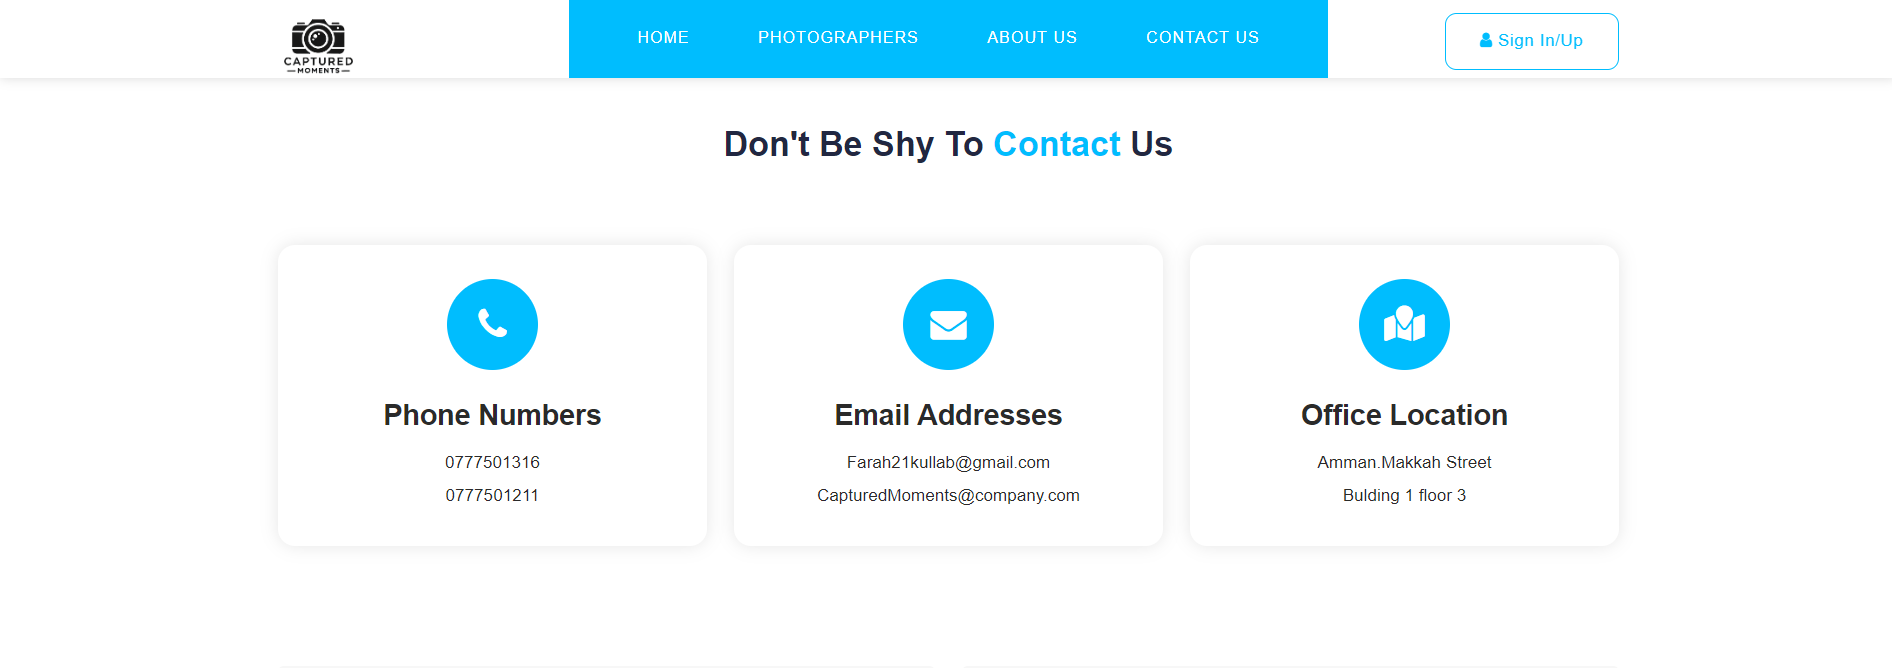 CAPTURED
MOMENTS
HOME PHOTOGRAPHERS ABOUT US CONTACT US
Sign In/Up
Don't Be Shy To Contact Us
Phone Numbers
0777501316
0777501211
Email Addresses
Farah21kullab@gmail.com
CapturedMoments@company.com
Office Location
Amman.Makkah Street
Bulding 1 floor 3